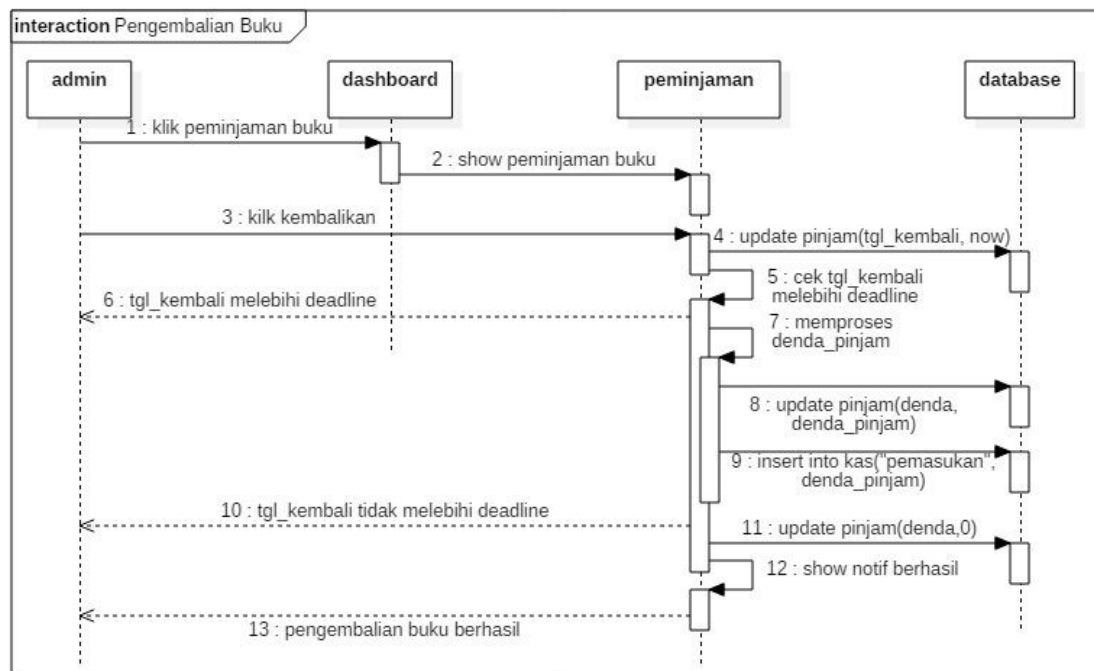 interaction Pengembalian Buku
admin
dashboard
peminjaman
database
1 : klik peminjaman buku
2 : show peminjaman buku
3 : kilk kembalikan
4 : update pinjam(tgl_kembali, now)
5 : cek tgl_kembali
melebihi deadline
6 : tgl_kembali melebihi deadline
7 : memproses
denda_pinjam
8 : update pinjam(denda,
denda_pinjam)
9 : insert into kas("pemasukan",
denda_pinjam)
10 : tgl_kembali tidak melebihi deadline
11 : update pinjam(denda,0)
12 : show notif berhasil
13 : pengembalian buku berhasil